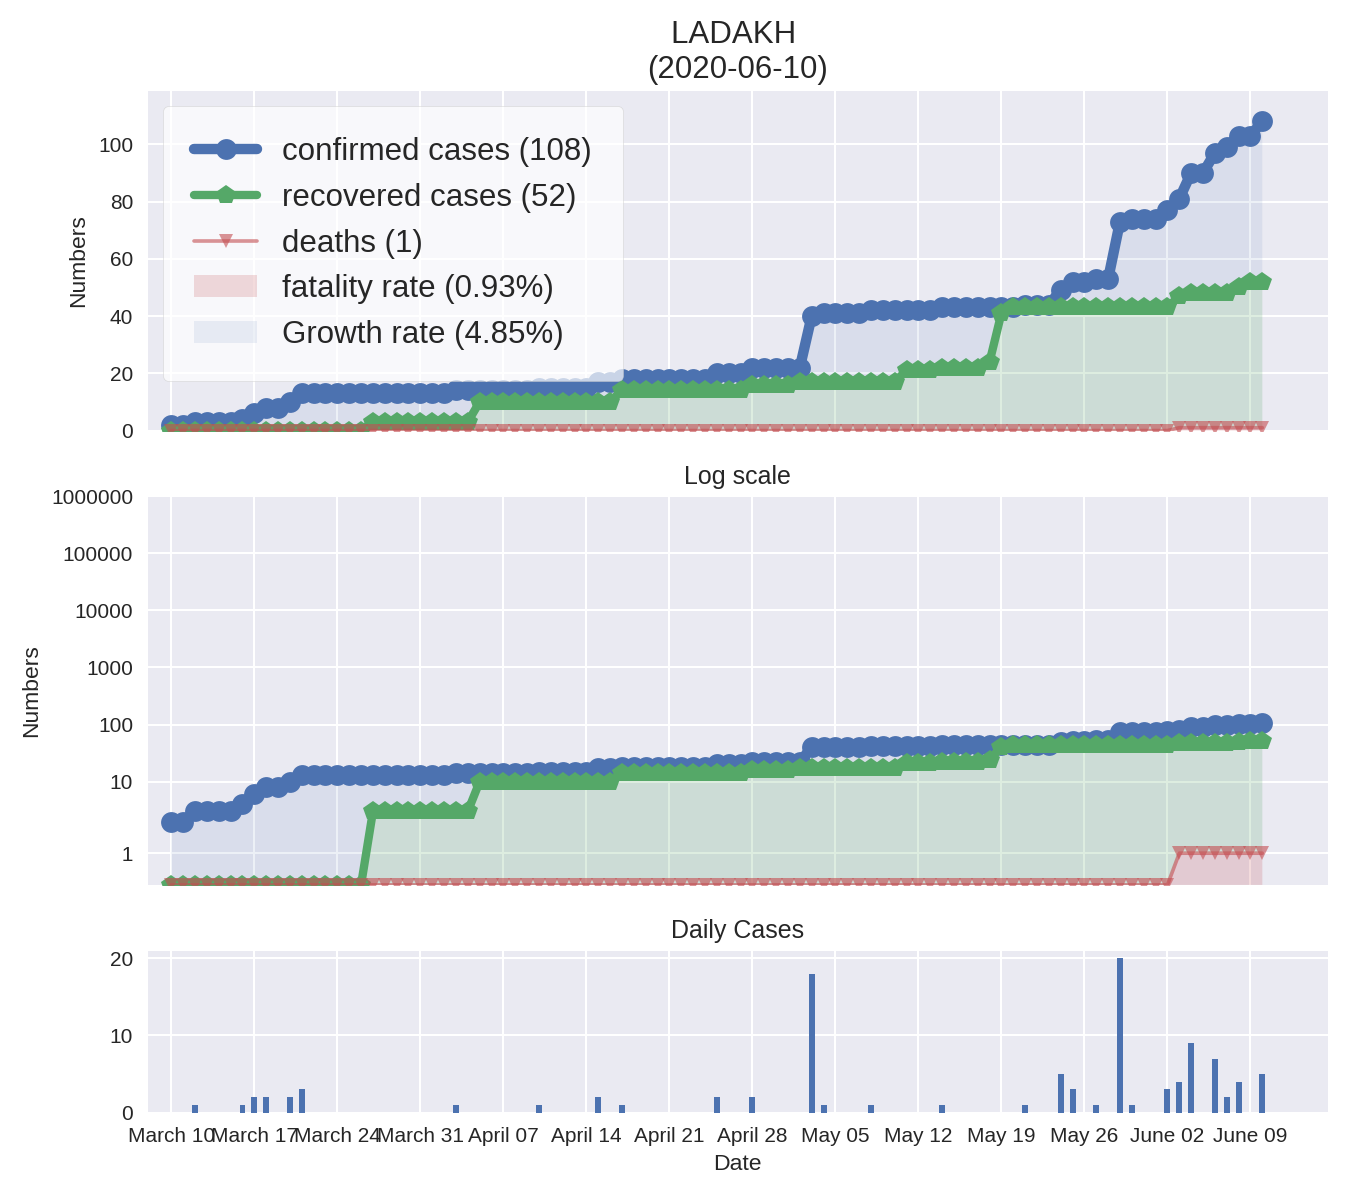 LADAKH
(2020-06-10)
confirmed cases (108)
recovered cases (52)
deaths (1)
fatality rate (0.93%)
Growth rate (4.85%)
Numbers
100
80
60
40
20
0
Log scale
Numbers
1000000
100000
10000
1000
100
10
1
Daily Cases
20
10
0
March 10 March 17 March 24 March 31 April 07 April 14 April 21 April 28 May 05 May 12 May 19 May 26 June 02 June 09
Date